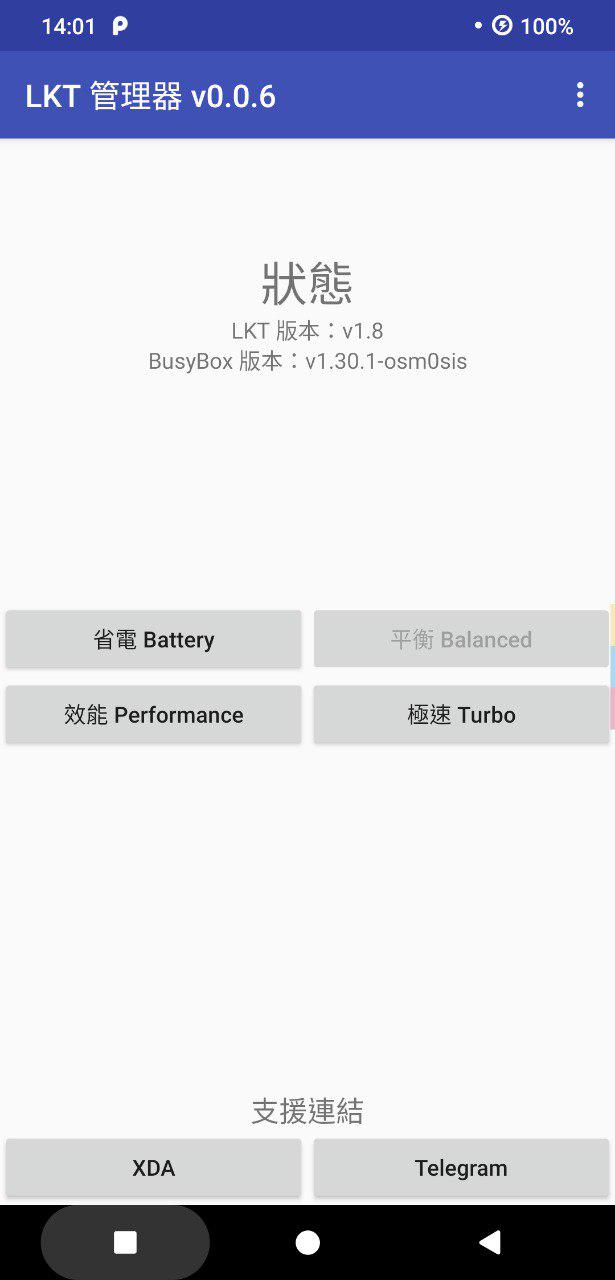 14:01
100%
LKT 管理器 v0.0.6
狀態
LKT 版本：v1.8
BusyBox 版本：v1.30.1-osm0sis
省電 Battery
平衡 Balanced
效能 Performance
極速 Turbo
支援連結
XDA
Telegram